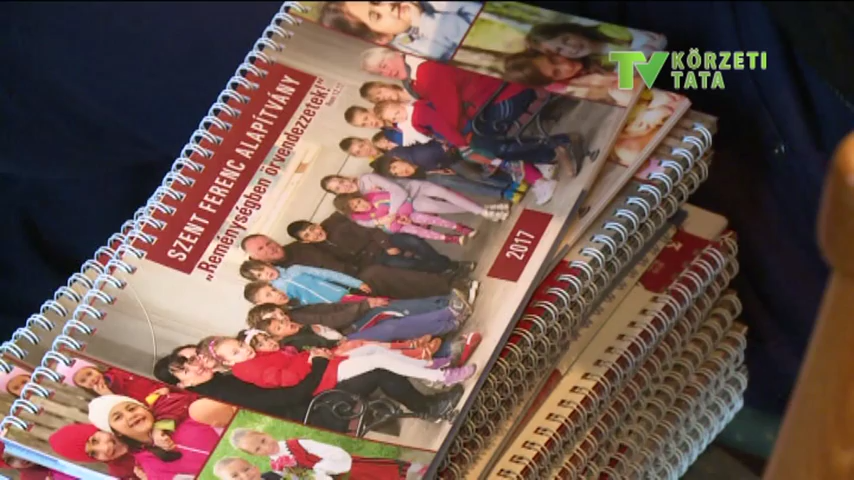 TV KÖRZETI
TATA
SZENT FERENC ALAPÍTVÁNY
„Reménységben örvendezzetek!"
2017